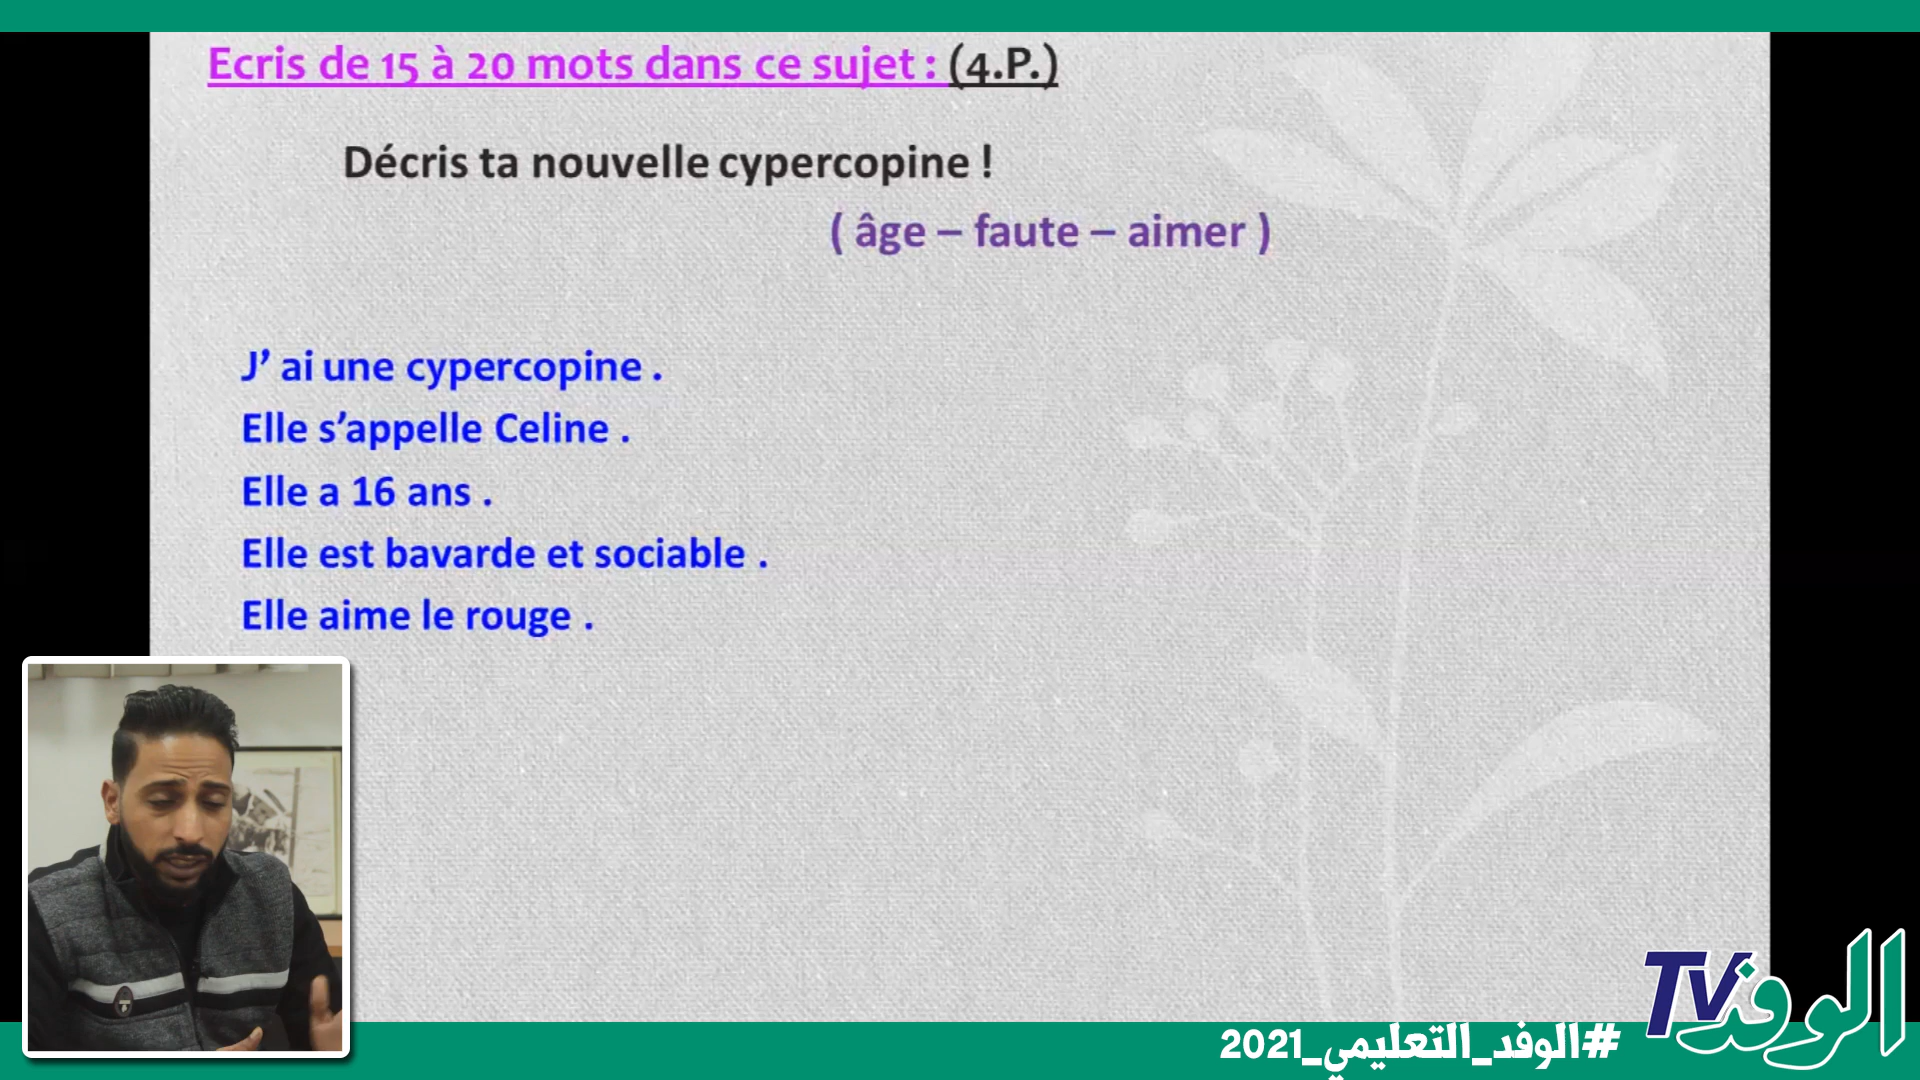 Ecris de 15 à 20 mots dans ce sujet : (4.P.)
Décris ta nouvelle cypercopine !
( âge – faute – aimer )
J’ ai une cypercopine .
Elle s’appelle Celine .
Elle a 16 ans .
Elle est bavarde et sociable .
Elle aime le rouge .
#الوفد_التعليمي_2021
الوفد TV